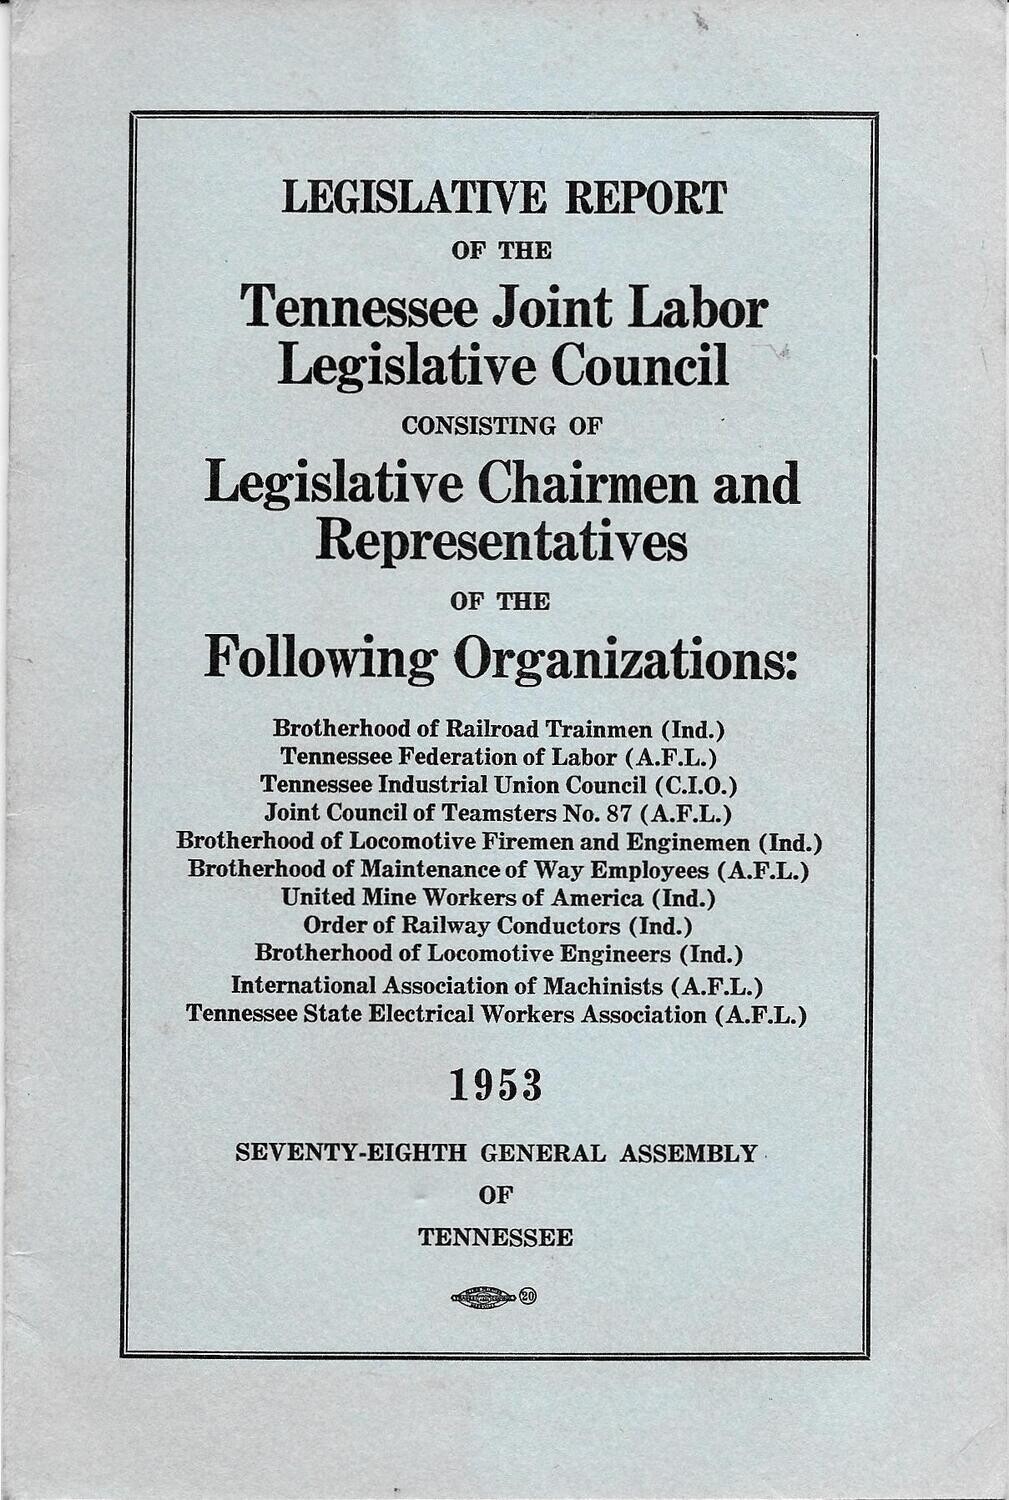 LEGISLATIVE REPORT
OF THE
Tennessee Joint Labor
Legislative Council
CONSISTING OF
Legislative Chairmen and
Representatives
OF THE
Following Organizations:
Brotherhood of Railroad Trainmen (Ind.)
Tennessee Federation of Labor (A.F.L.)
Tennessee Industrial Union Council (C.I.O.)
Joint Council of Teamsters No. 87 (A.F.L.)
Brotherhood of Locomotive Firemen and Enginemen (Ind.)
Brotherhood of Maintenance of Way Employees (A.F.L.)
United Mine Workers of America (Ind.)
Order of Railway Conductors (Ind.)
Brotherhood of Locomotive Engineers (Ind.)
International Association of Machinists (A.F.L.)
Tennessee State Electrical Workers Association (A.F.L.)
1953
SEVENTY-EIGHTH GENERAL ASSEMBLY
OF
TENNESSEE
20